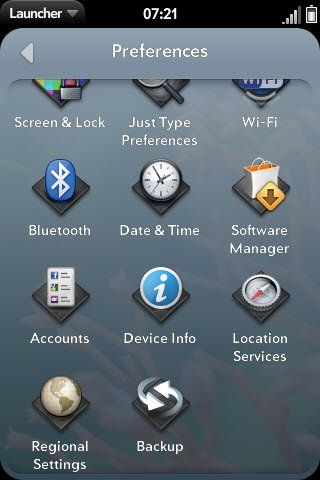 Launcher
07:21
Preferences
Screen & Lock
Just Type
Preferences
Wi-Fi
Bluetooth
Date & Time
Software
Manager
Accounts
Device Info
Location
Services
Regional
Settings
Backup